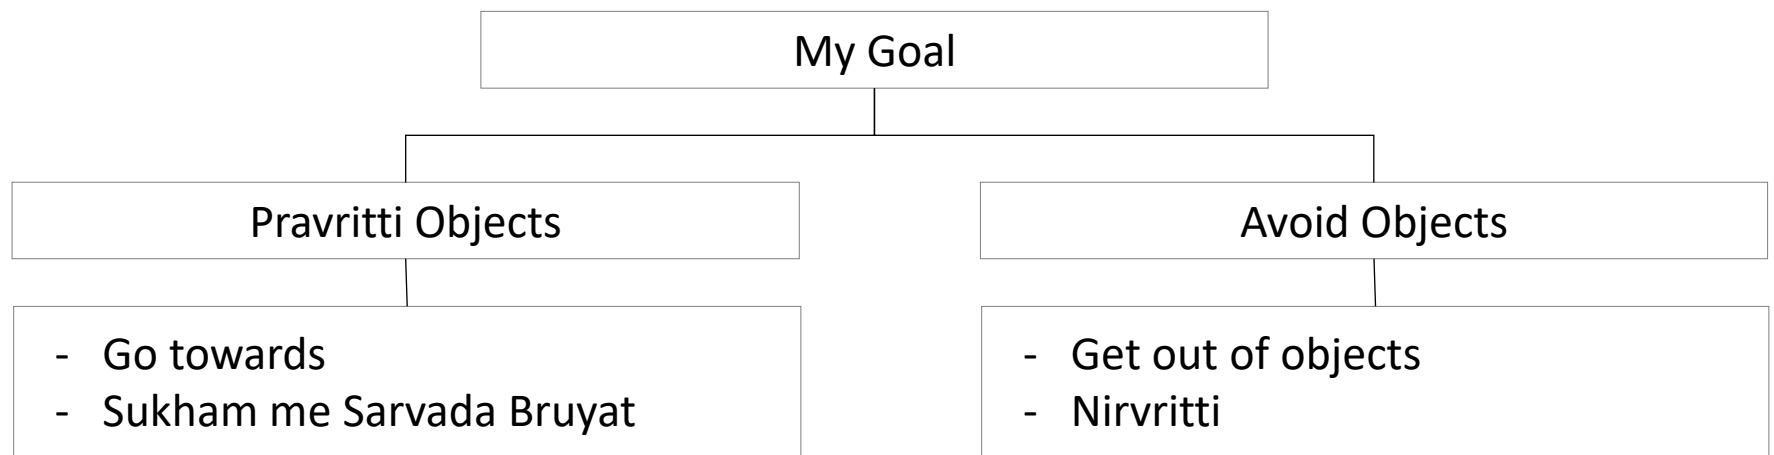 My Goal
Pravritti Objects
Avoid Objects
- Go towards
- Sukham me Sarvada Bruyat
- Get out of objects
- Nirvritti